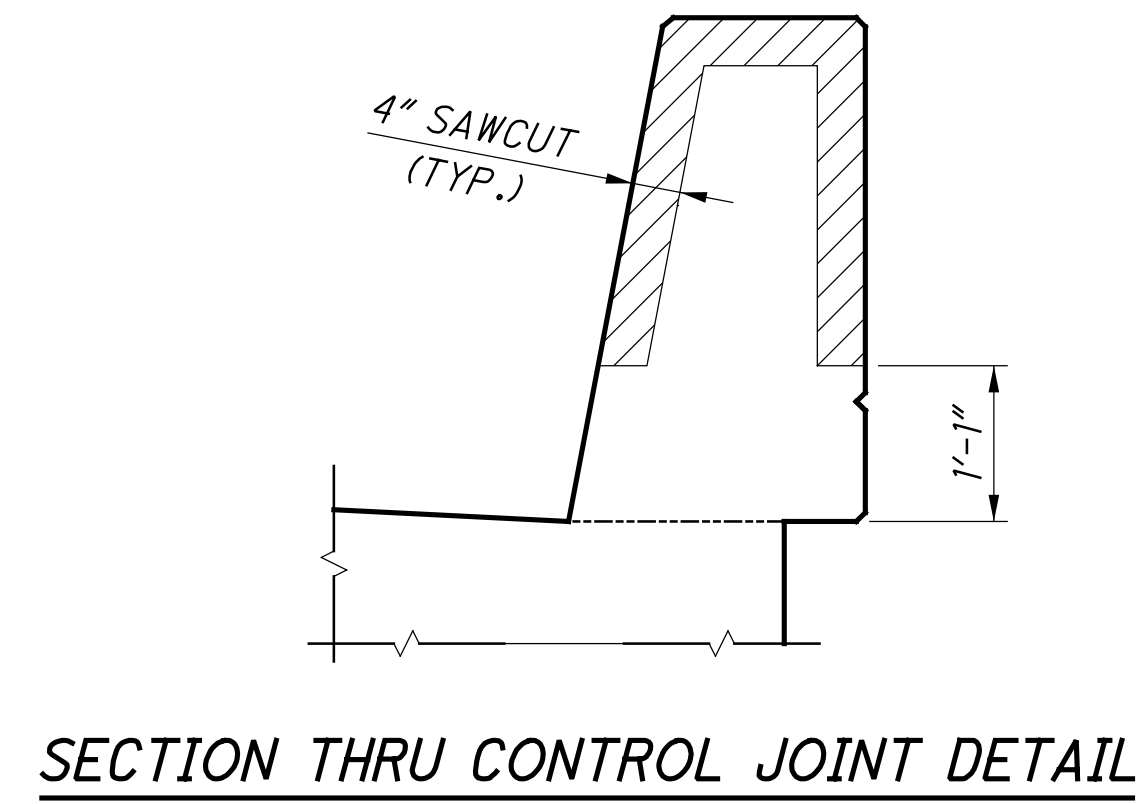 4" SAWCUT
(TYP.)
1'-1"
SECTION THRU CONTROL JOINT DETAIL